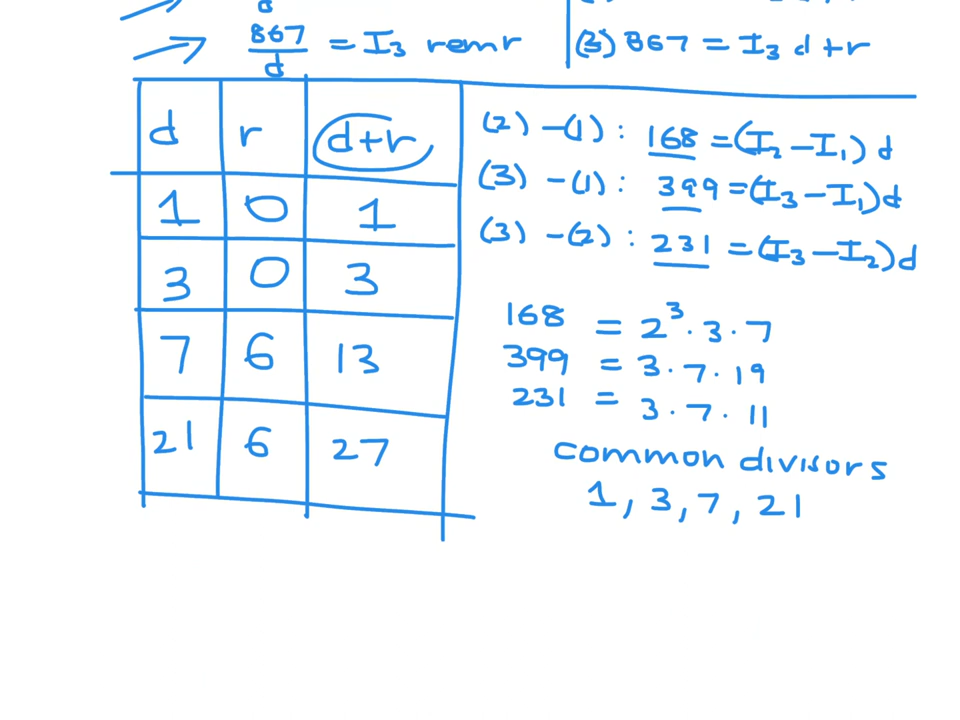 867/d = I₃ rem r
(3) 867 = I₃ d + r
d r d+r
1 0 1
3 0 3
7 6 13
21 6 27
(2) - (1) : 168 = (I₂ - I₁) d
(3) - (1) : 399 = (I₃ - I₁) d
(3) - (2) : 231 = (I₃ - I₂) d
168 = 2³ · 3 · 7
399 = 3 · 7 · 19
231 = 3 · 7 · 11
common divisors
1, 3, 7, 21